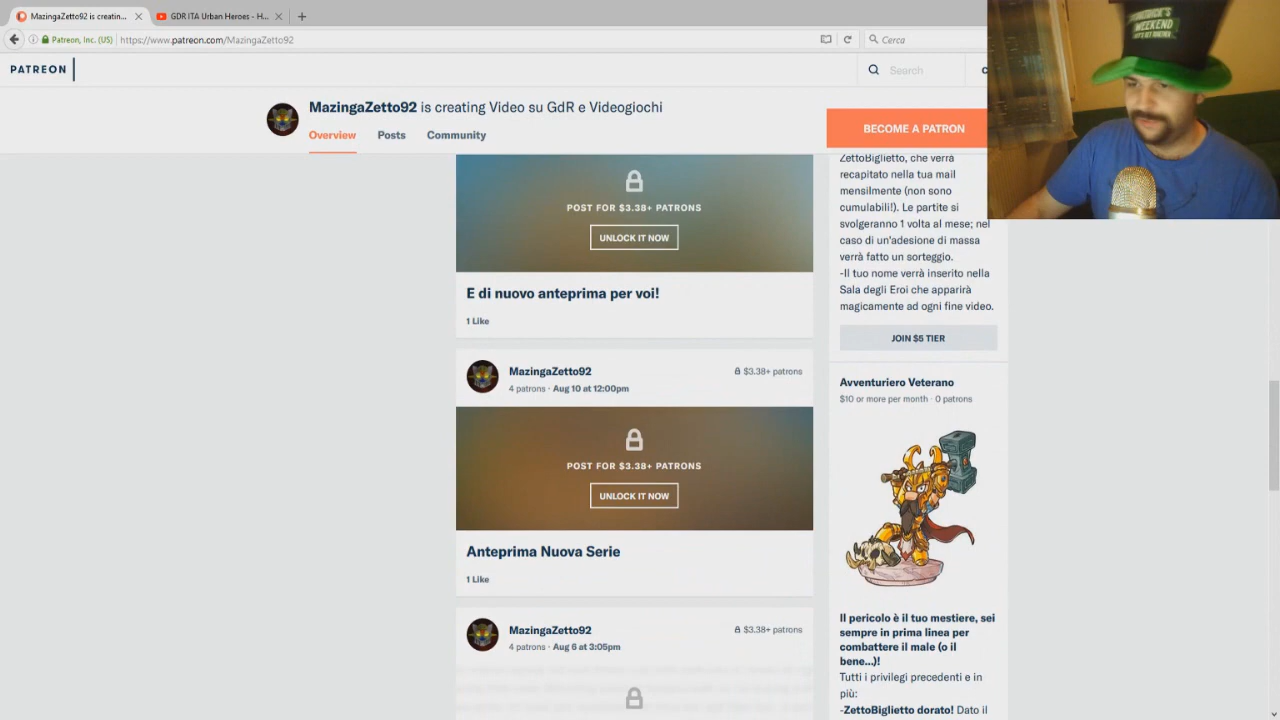 MazingaZetto92 is creatin...
GDR ITA Urban Heroes - H...
Patreon, Inc. (US)
https://www.patreon.com/MazingaZetto92
Cerca
PATREON
Search
MazingaZetto92 is creating Video su GdR e Videogiochi
Overview
Posts
Community
BECOME A PATRON
WEEKEND
POST FOR $3.38+ PATRONS
UNLOCK IT NOW
E di nuovo anteprima per voi!
1 Like
MazingaZetto92
$3.38+ patrons
4 patrons · Aug 10 at 12:00pm
POST FOR $3.38+ PATRONS
UNLOCK IT NOW
Anteprima Nuova Serie
1 Like
MazingaZetto92
$3.38+ patrons
4 patrons · Aug 6 at 3:05pm
ZettoBiglietto, che verrà
recapitato nella tua mail
mensilmente (non sono
cumulabili!). Le partite si
svolgeranno 1 volta al mese; nel
caso di un'adesione di massa
verrà fatto un sorteggio.
-Il tuo nome verrà inserito nella
Sala degli Eroi che apparirà
magicamente ad ogni fine video.
JOIN $5 TIER
Avventuriero Veterano
$10 or more per month · 0 patrons
Il pericolo è il tuo mestiere, sei
sempre in prima linea per
combattere il male (o il
bene...)!
Tutti i privilegi precedenti e in
più:
-ZettoBiglietto dorato! Dato il